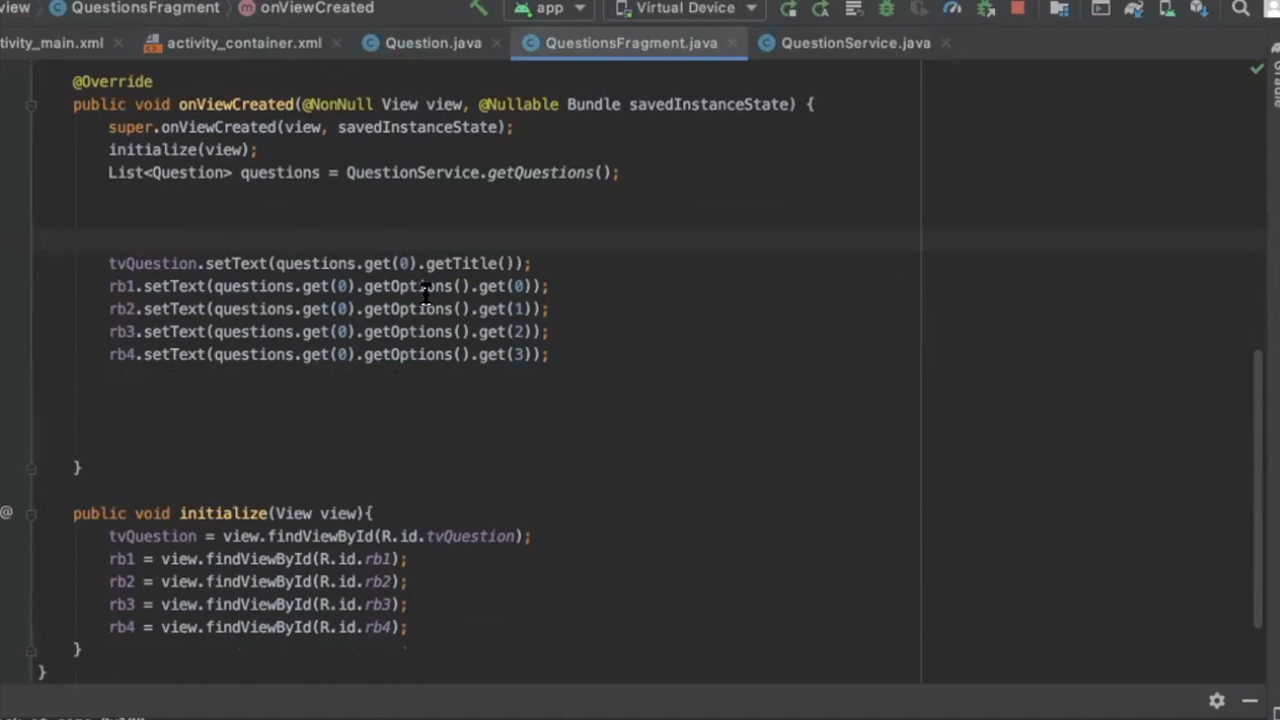 view QuestionsFragment onViewCreated app Virtual Device
tivity_main.xml activity_container.xml Question.java QuestionsFragment.java QuestionService.java
@Override
public void onViewCreated(@NonNull View view, @Nullable Bundle savedInstanceState) {
super.onViewCreated(view, savedInstanceState);
initialize(view);
List<Question> questions = QuestionService.getQuestions();
tvQuestion.setText(questions.get(0).getTitle());
rb1.setText(questions.get(0).getOptions().get(0));
rb2.setText(questions.get(0).getOptions().get(1));
rb3.setText(questions.get(0).getOptions().get(2));
rb4.setText(questions.get(0).getOptions().get(3));
}
@ public void initialize(View view){
tvQuestion = view.findViewById(R.id.tvQuestion);
rb1 = view.findViewById(R.id.rb1);
rb2 = view.findViewById(R.id.rb2);
rb3 = view.findViewById(R.id.rb3);
rb4 = view.findViewById(R.id.rb4);
}
}